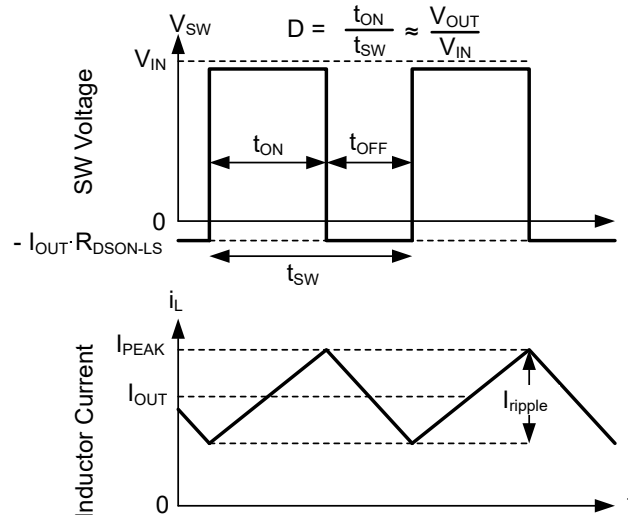 V_SW
D = t_ON / t_SW ≈ V_OUT / V_IN
V_IN
SW Voltage
t_ON
t_OFF
0
- I_OUT·R_DSON-LS
t_SW
i_L
I_PEAK
Inductor Current
I_OUT
I_ripple
0